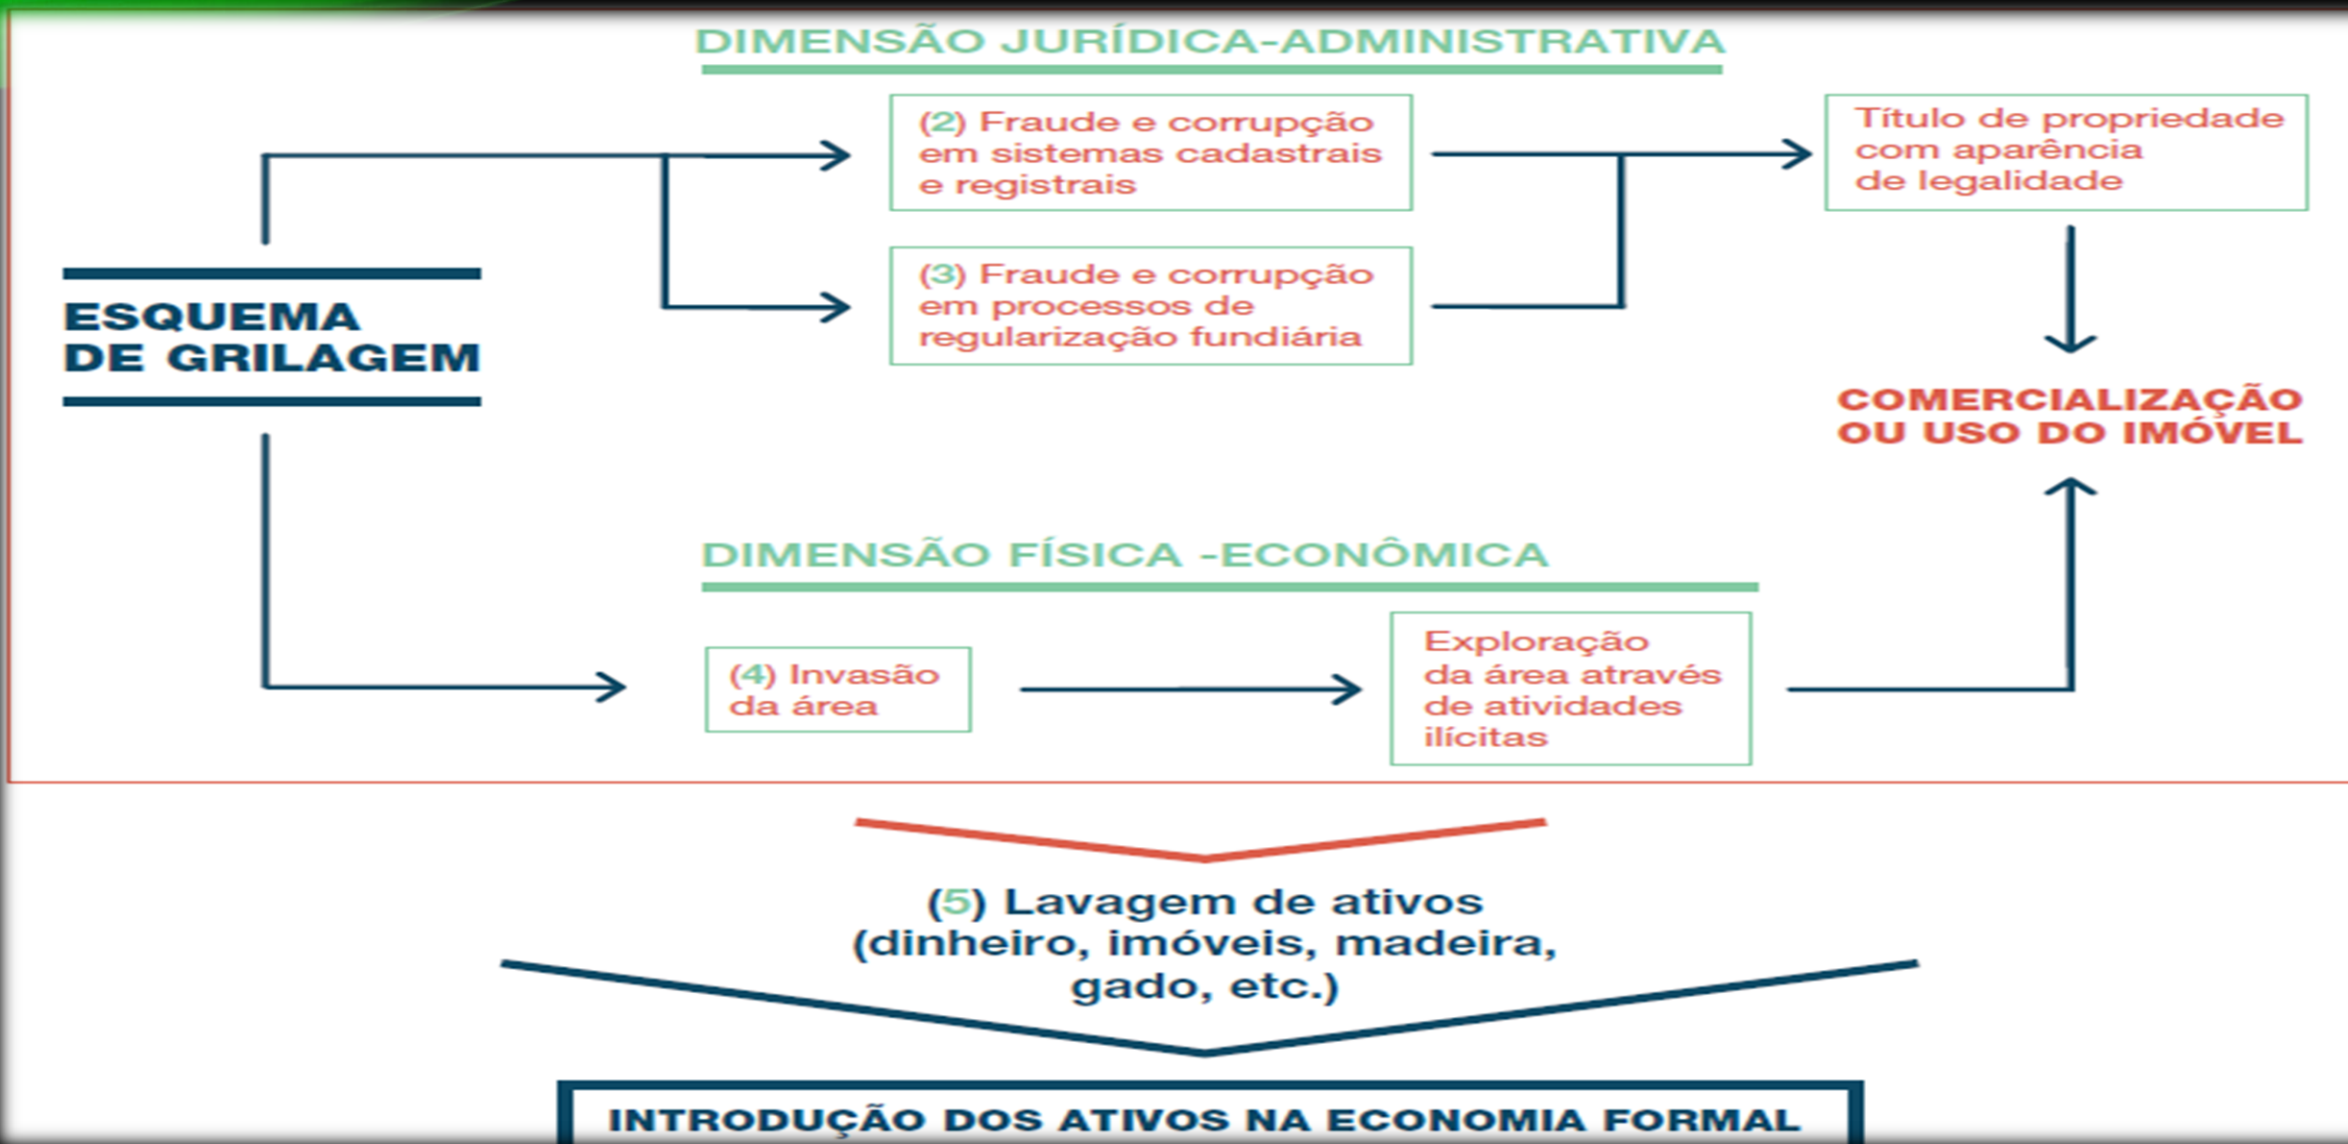 DIMENSÃO JURÍDICA-ADMINISTRATIVA
(2) Fraude e corrupção
em sistemas cadastrais
e registrais
Título de propriedade
com aparência
de legalidade
(3) Fraude e corrupção
em processos de
regularização fundiária
ESQUEMA
DE GRILAGEM
COMERCIALIZAÇÃO
OU USO DO IMÓVEL
DIMENSÃO FÍSICA -ECONÔMICA
(4) Invasão
da área
Exploração
da área através
de atividades
ilícitas
(5) Lavagem de ativos
(dinheiro, imóveis, madeira,
gado, etc.)
INTRODUÇÃO DOS ATIVOS NA ECONOMIA FORMAL